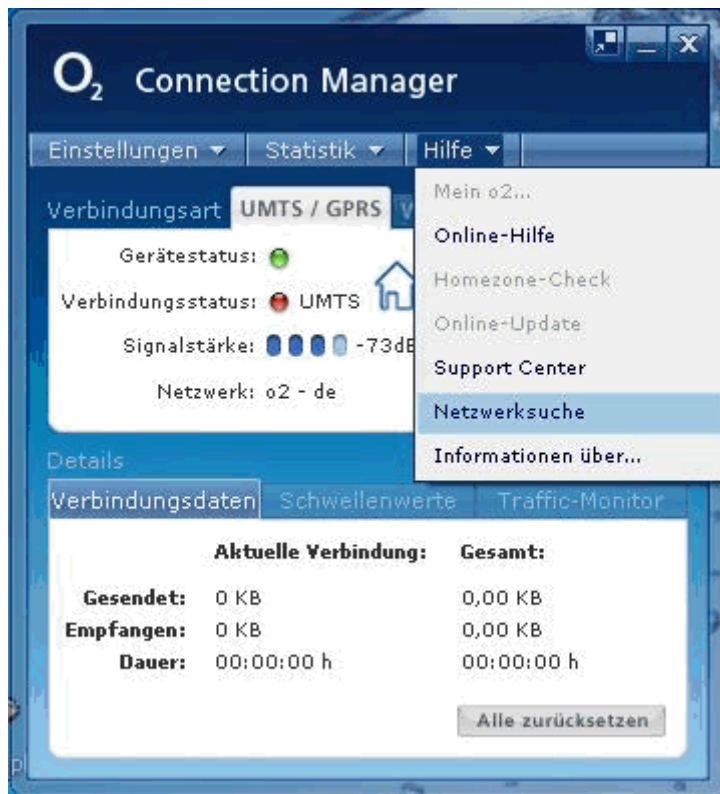 O2 Connection Manager
Einstellungen Statistik Hilfe
Mein o2...
Online-Hilfe
Homezone-Check
Online-Update
Support Center
Netzwerksuche
Informationen über...
Verbindungsart UMTS / GPRS
Gerätestatus:
Verbindungsstatus: UMTS
Signalstärke: -73dB
Netzwerk: o2 - de
Details
Verbindungsdaten Schwellenwerte Traffic-Monitor
Aktuelle Verbindung: Gesamt:
Gesendet: 0 KB 0,00 KB
Empfangen: 0 KB 0,00 KB
Dauer: 00:00:00 h 00:00:00 h
Alle zurücksetzen